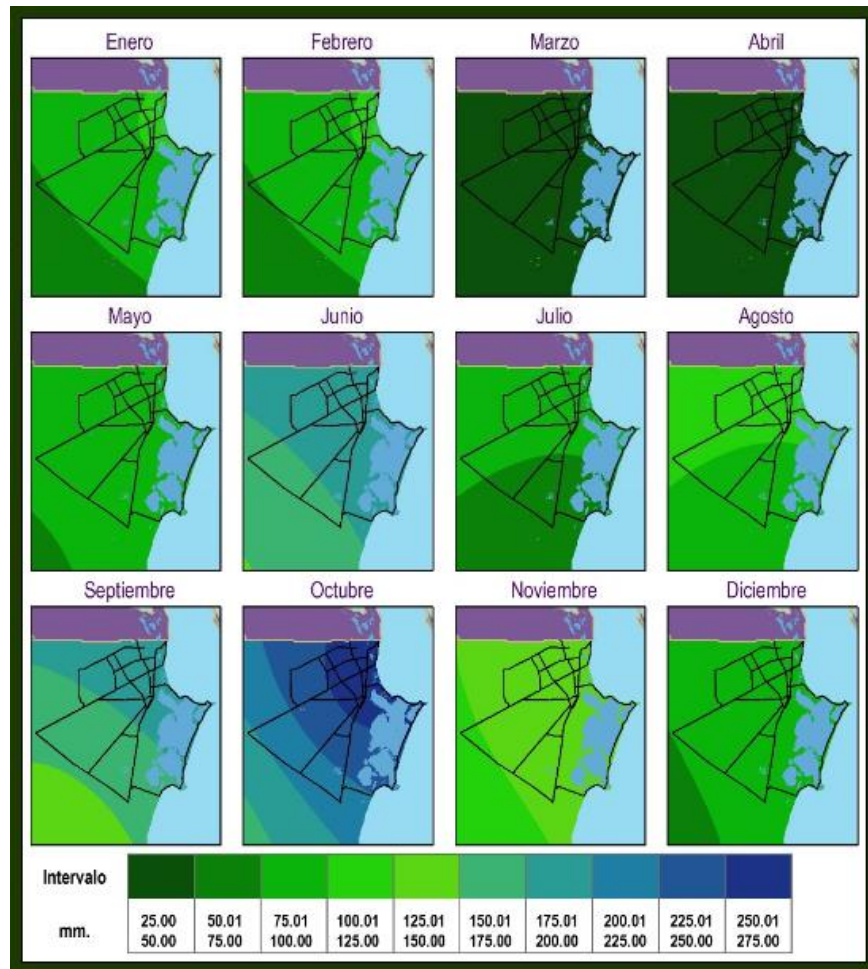 Enero Febrero Marzo Abril
Mayo Junio Julio Agosto
Septiembre Octubre Noviembre Diciembre
Intervalo 25.00 50.01 75.01 100.01 125.01 150.01 175.01 200.01 225.01 250.01
mm. 50.00 75.00 100.00 125.00 150.00 175.00 200.00 225.00 250.00 275.00